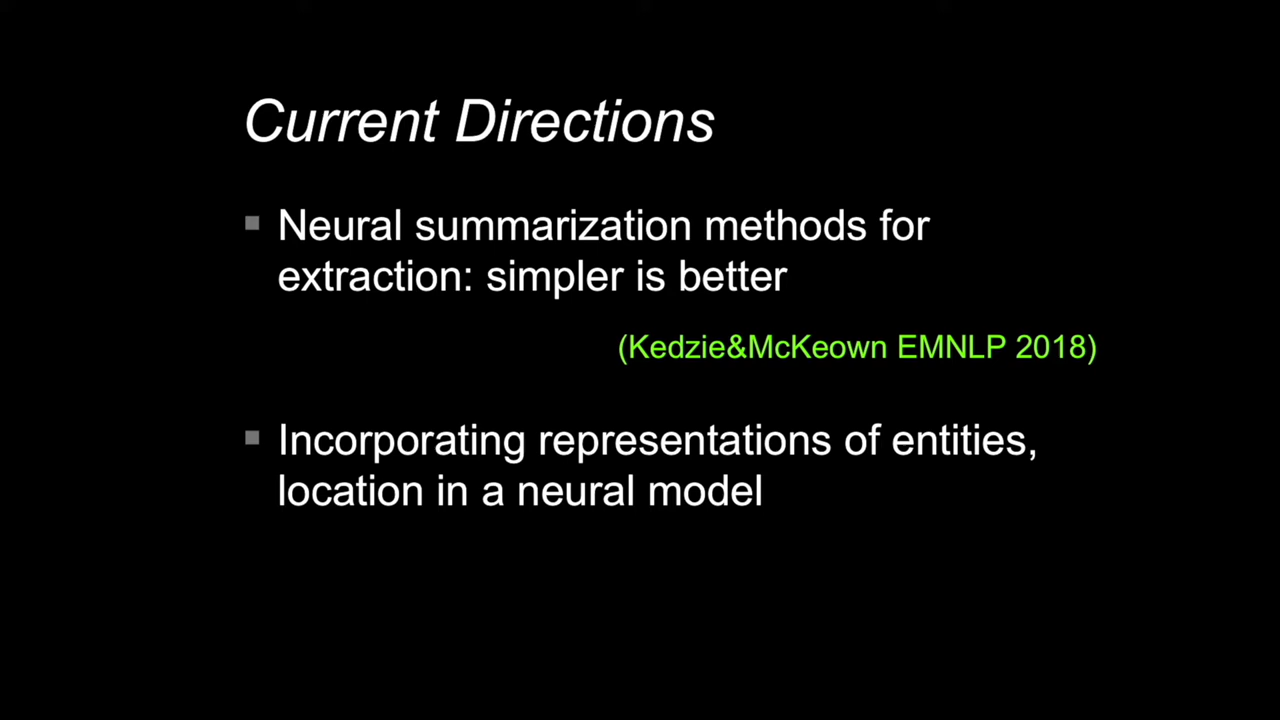 Current Directions
Neural summarization methods for
extraction: simpler is better
(Kedzie&McKeown EMNLP 2018)
Incorporating representations of entities,
location in a neural model